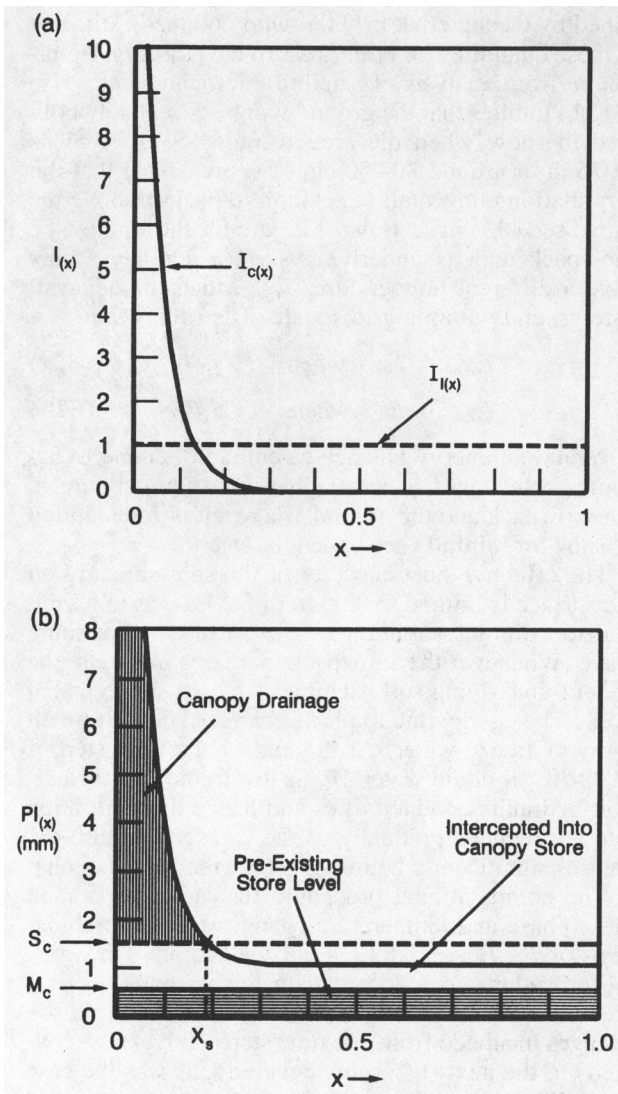 (a)
10
9
8
7
6
5
4
3
2
1
0
I(x)
Ic(x)
Il(x)
0
0.5
1
x →
(b)
8
7
6
5
4
3
2
1
0
PI(x)
(mm)
Sc
Mc
Canopy Drainage
Intercepted Into
Canopy Store
Pre-Existing
Store Level
0
Xs
0.5
1.0
x →